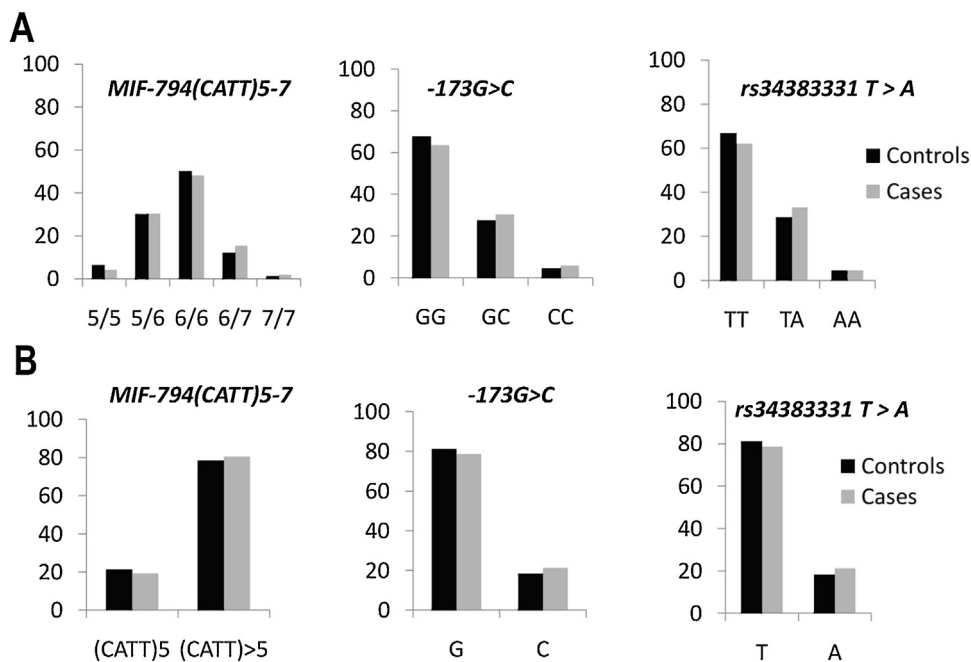 A
MIF-794(CATT)5-7
100
80
60
40
20
0
5/5 5/6 6/6 6/7 7/7
-173G>C
100
80
60
40
20
0
GG GC CC
rs34383331 T > A
100
80
60
40
20
0
TT TA AA
Controls
Cases
B
MIF-794(CATT)5-7
100
80
60
40
20
0
(CATT)5 (CATT)>5
-173G>C
100
80
60
40
20
0
G C
rs34383331 T > A
100
80
60
40
20
0
T A
Controls
Cases